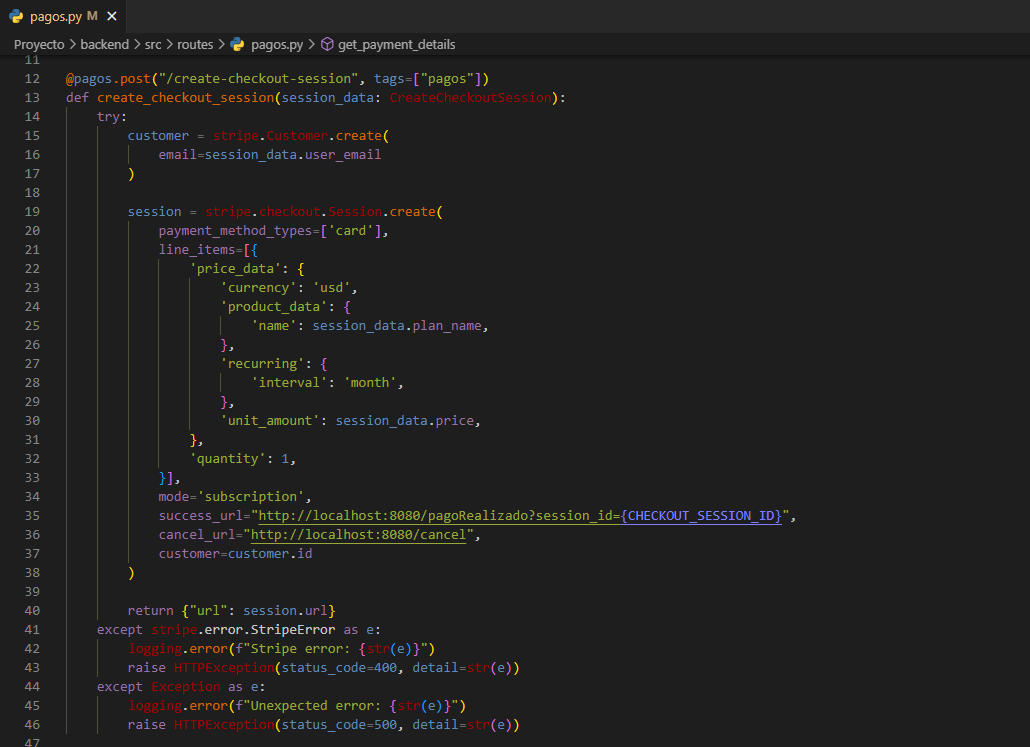 pagos.py M ✕
Proyecto > backend > src > routes > pagos.py > get_payment_details
11
12 @pagos.post("/create-checkout-session", tags=["pagos"])
13 def create_checkout_session(session_data: CreateCheckoutSession):
14     try:
15         customer = stripe.Customer.create(
16             email=session_data.user_email
17         )
18
19         session = stripe.checkout.Session.create(
20             payment_method_types=['card'],
21             line_items=[{
22                 'price_data': {
23                     'currency': 'usd',
24                     'product_data': {
25                         'name': session_data.plan_name,
26                     },
27                     'recurring': {
28                         'interval': 'month',
29                     },
30                     'unit_amount': session_data.price,
31                 },
32                 'quantity': 1,
33             }],
34             mode='subscription',
35             success_url="http://localhost:8080/pagoRealizado?session_id={CHECKOUT_SESSION_ID}",
36             cancel_url="http://localhost:8080/cancel",
37             customer=customer.id
38         )
39
40         return {"url": session.url}
41     except stripe.error.StripeError as e:
42         logging.error(f"Stripe error: {str(e)}")
43         raise HTTPException(status_code=400, detail=str(e))
44     except Exception as e:
45         logging.error(f"Unexpected error: {str(e)}")
46         raise HTTPException(status_code=500, detail=str(e))
47